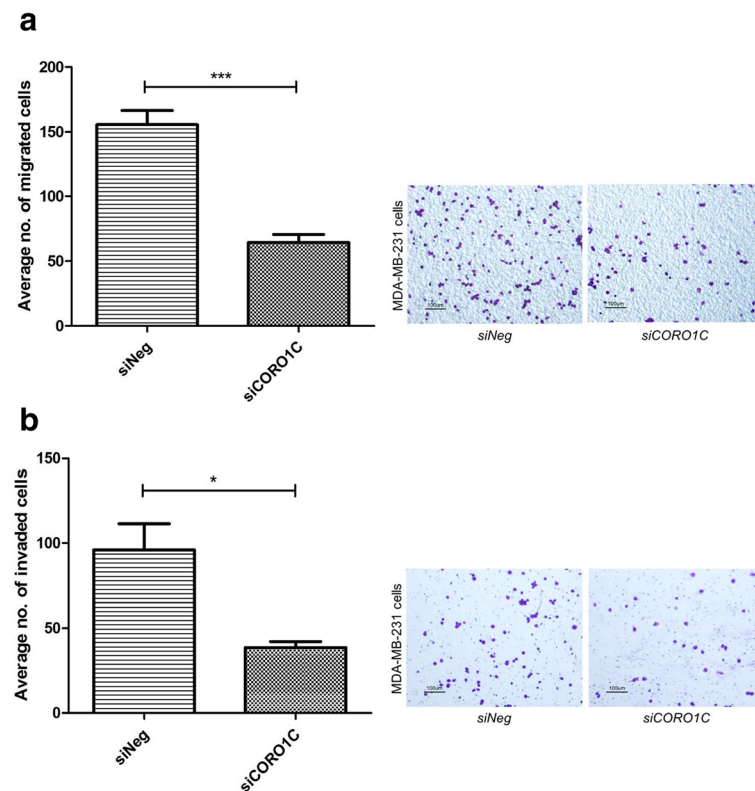 a
Average no. of migrated cells
200
150
100
50
0
***
siNeg
siCORO1C
MDA-MB-231 cells
100um
100um
siNeg
siCORO1C
b
Average no. of invaded cells
150
100
50
0
*
siNeg
siCORO1C
MDA-MB-231 cells
100um
100um
siNeg
siCORO1C